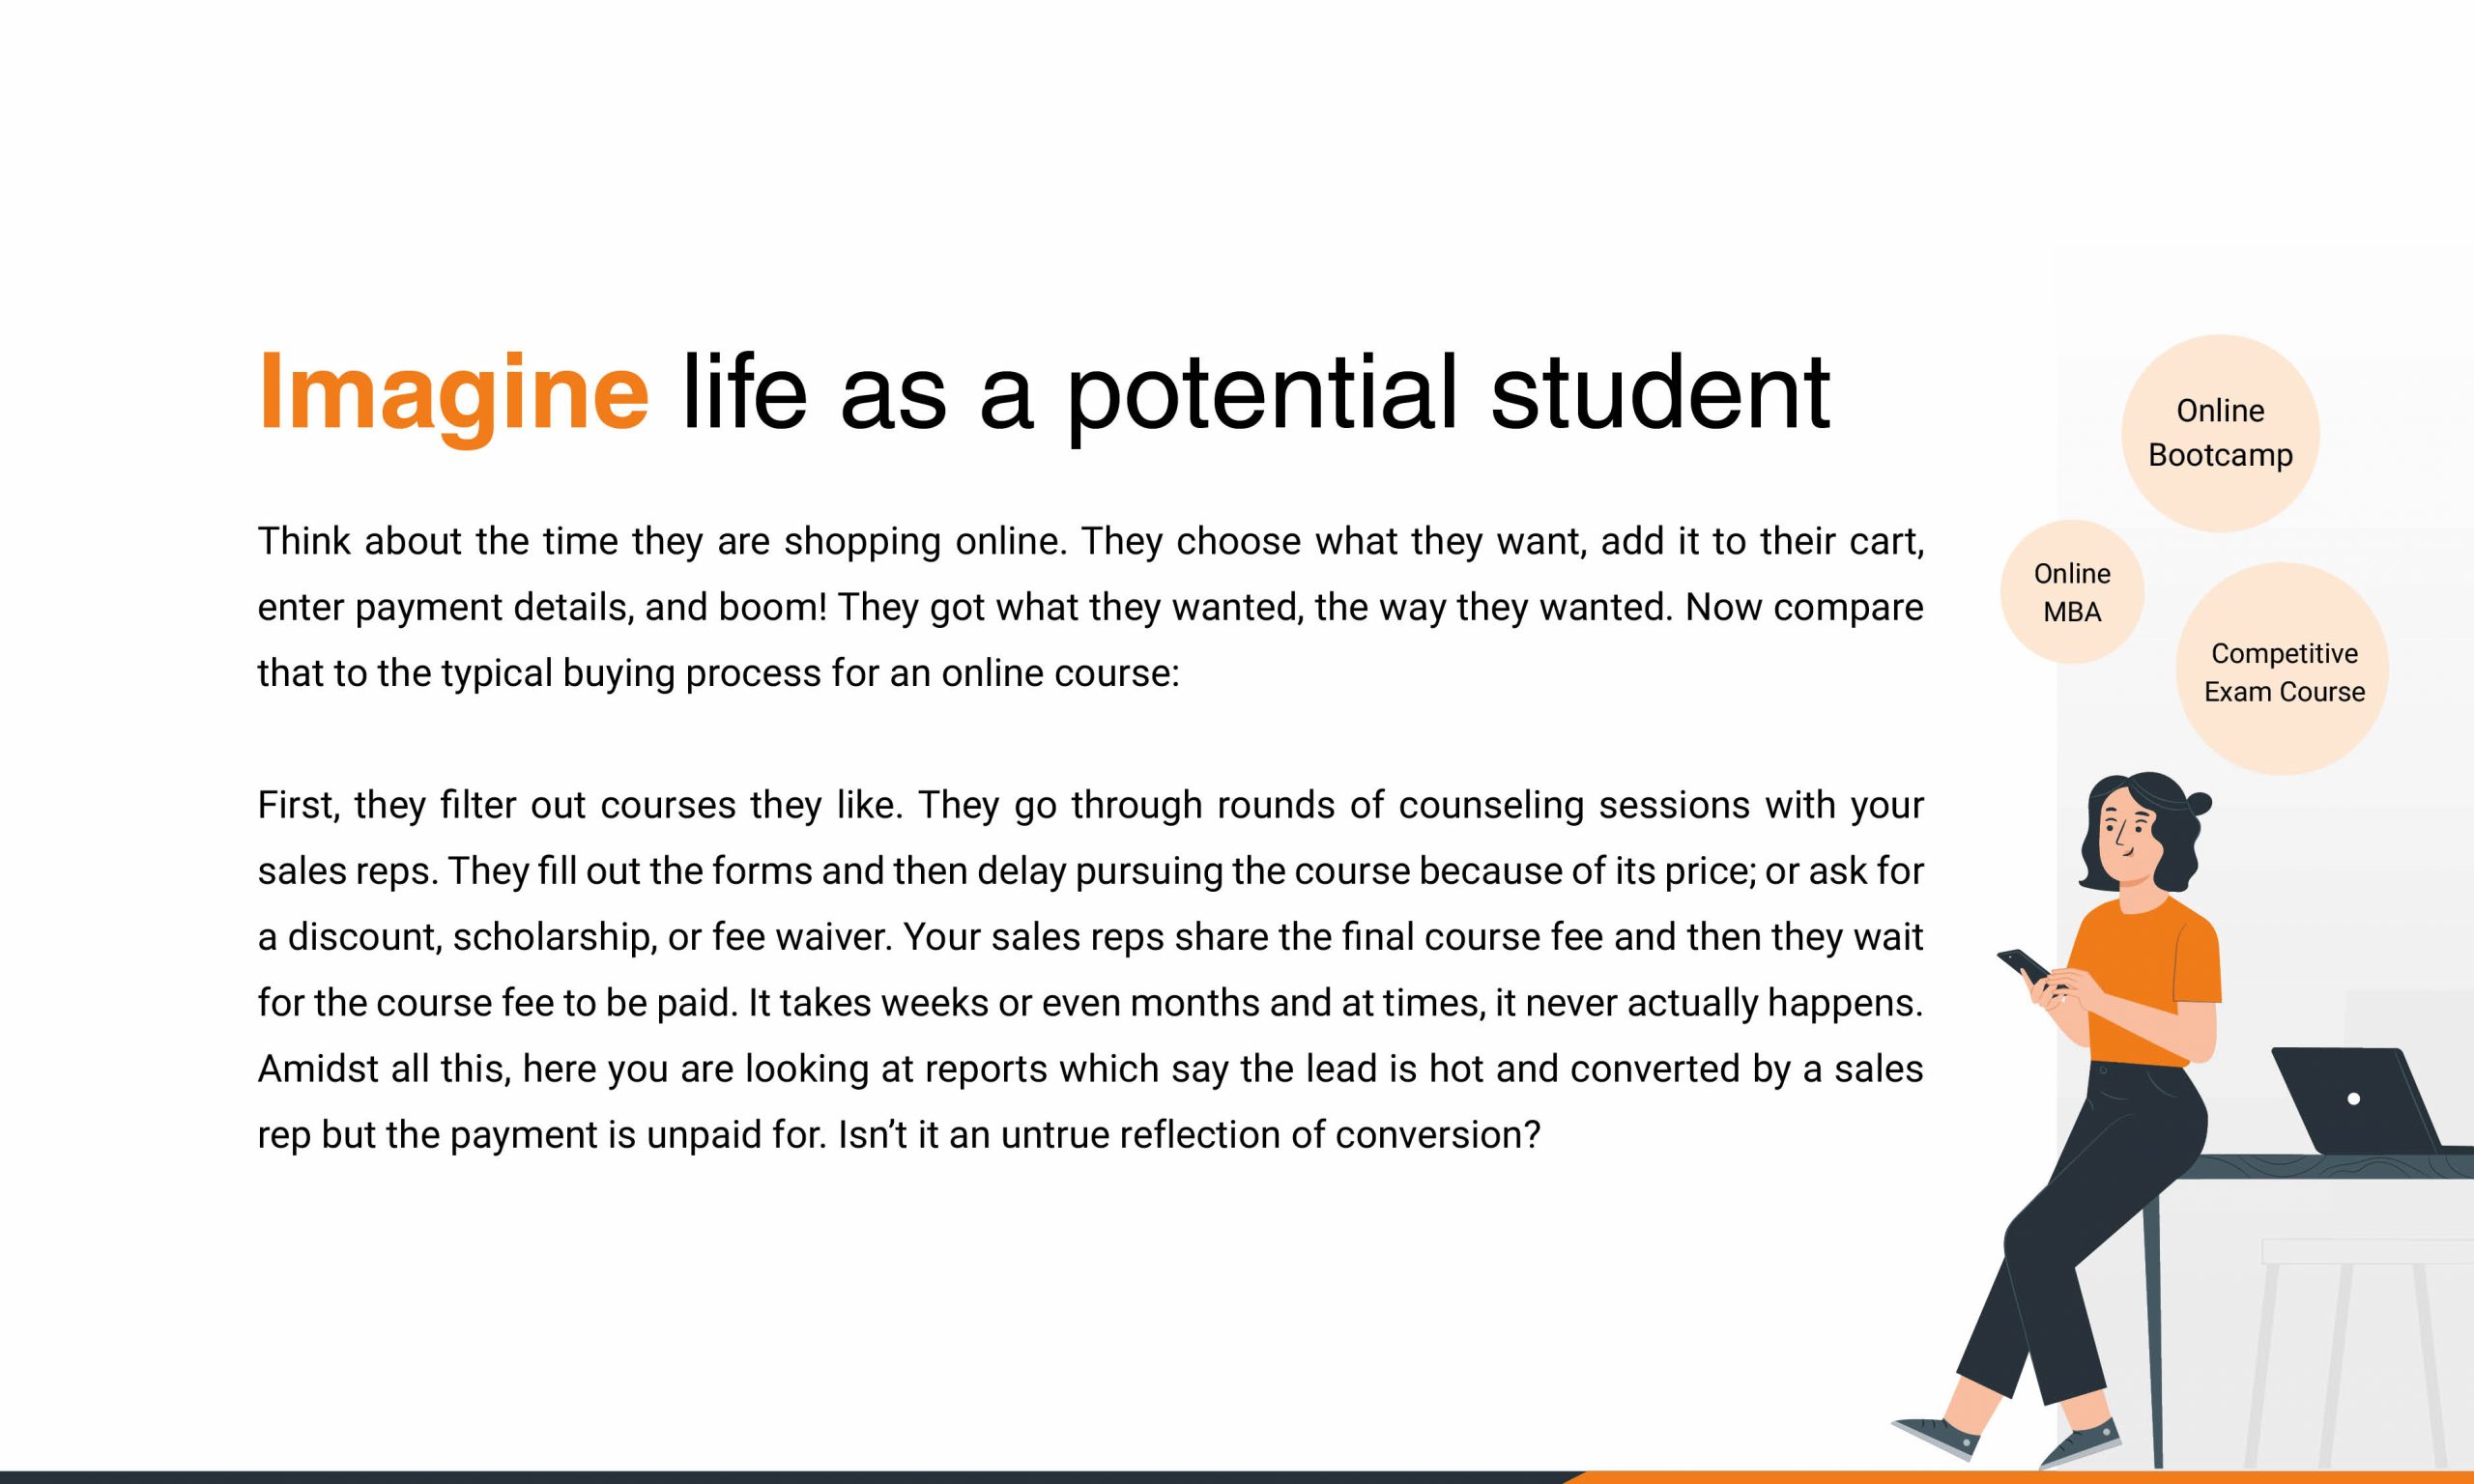 Imagine life as a potential student
Think about the time they are shopping online. They choose what they want, add it to their cart,
enter payment details, and boom! They got what they wanted, the way they wanted. Now compare
that to the typical buying process for an online course:
First, they filter out courses they like. They go through rounds of counseling sessions with your
sales reps. They fill out the forms and then delay pursuing the course because of its price; or ask for
a discount, scholarship, or fee waiver. Your sales reps share the final course fee and then they wait
for the course fee to be paid. It takes weeks or even months and at times, it never actually happens.
Amidst all this, here you are looking at reports which say the lead is hot and converted by a sales
rep but the payment is unpaid for. Isn’t it an untrue reflection of conversion?
Online
Bootcamp
Online
MBA
Competitive
Exam Course